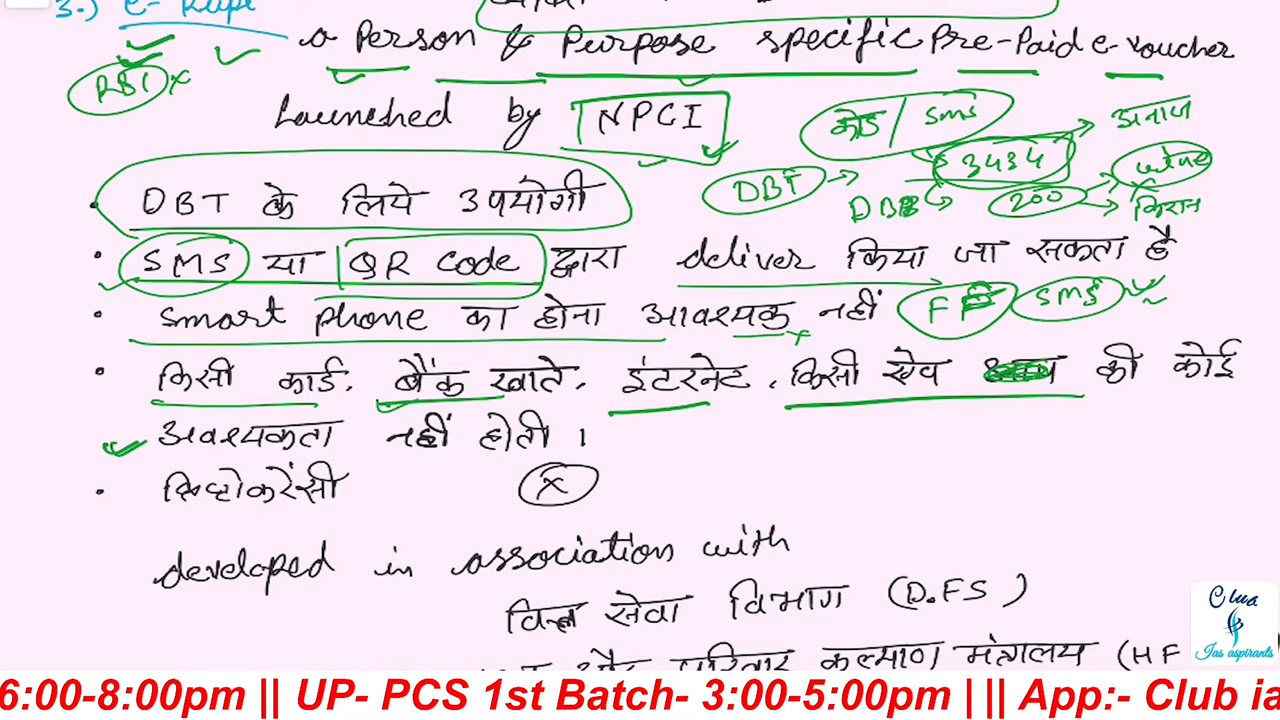 3.) e- Rupi
a Person & Purpose specific Pre-Paid e-voucher
RBI x
Launched by NPCI
कोड / SMS
अनाज
3434
DBT
200
DBT के लिये उपयोगी
SMS या QR Code द्वारा deliver किया जा सकता है
Smart phone का होना आवश्यक नहीं
SMS
किसी कार्ड, बैंक खाते, इंटरनेट, किसी ऐव की कोई
आवश्यकता नहीं होती ।
क्रिप्टोकरेंसी x
developed in association with
वित्त सेवा विभाग (D.FS)
परिवार कल्याण मंत्रालय (HF
Club
Ias aspirants
6:00-8:00pm || UP- PCS 1st Batch- 3:00-5:00pm | || App:- Club ia